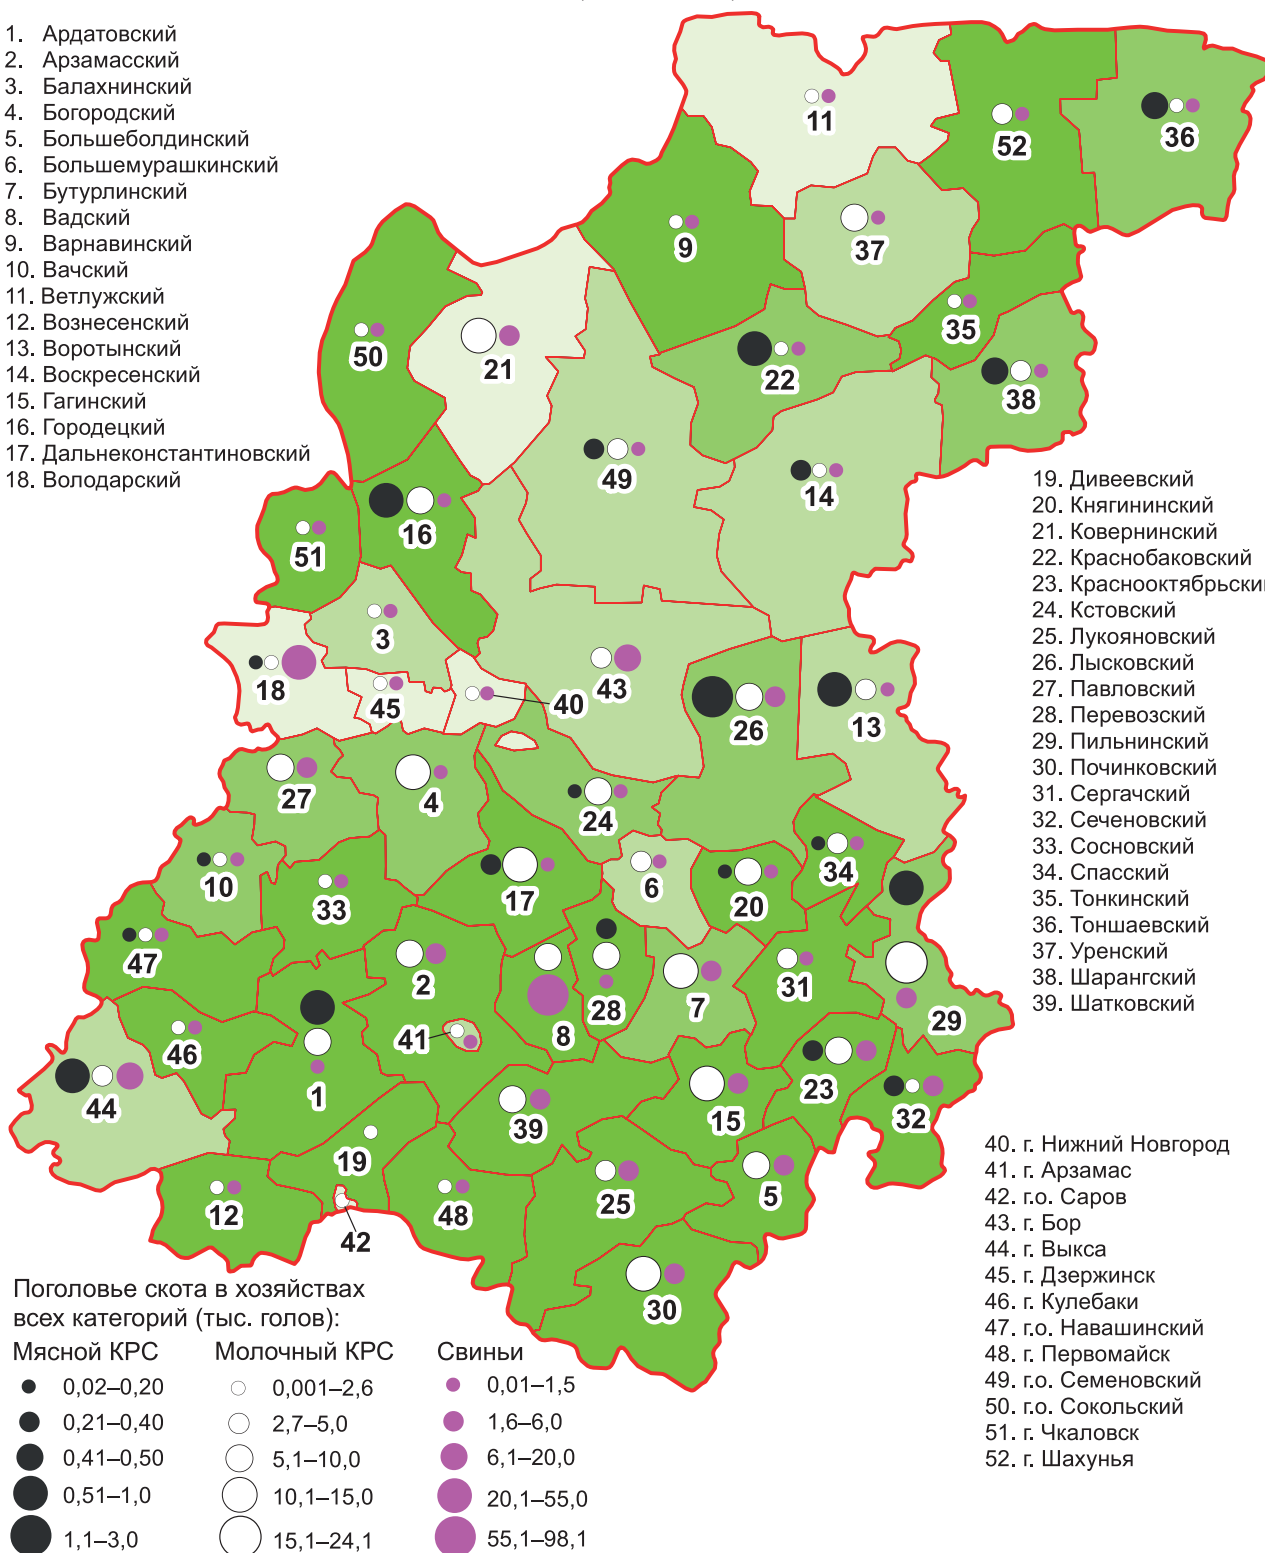 1. Ардатовский
2. Арзамасский
3. Балахнинский
4. Богородский
5. Большеболдинский
6. Большемурашкинский
7. Бутурлинский
8. Вадский
9. Варнавинский
10. Вачский
11. Ветлужский
12. Вознесенский
13. Воротынский
14. Воскресенский
15. Гагинский
16. Городецкий
17. Дальнеконстантиновский
18. Володарский
11
52
36
9
37
35
50
21
22
38
49
14
16
51
3
18
45
40
43
26
13
27
4
24
10
33
17
6
20
34
47
2
8
28
7
31
29
46
41
1
44
39
15
23
32
19
12
42
48
25
5
30
19. Дивеевский
20. Княгининский
21. Ковернинский
22. Краснобаковский
23. Краснооктябрьски
24. Кстовский
25. Лукояновский
26. Лысковский
27. Павловский
28. Перевозский
29. Пильнинский
30. Починковский
31. Сергачский
32. Сеченовский
33. Сосновский
34. Спасский
35. Тонкинский
36. Тоншаевский
37. Уренский
38. Шарангский
39. Шатковский
40. г. Нижний Новгород
41. г. Арзамас
42. г.о. Саров
43. г. Бор
44. г. Выкса
45. г. Дзержинск
46. г. Кулебаки
47. г.о. Навашинский
48. г. Первомайск
49. г.о. Семеновский
50. г.о. Сокольский
51. г. Чкаловск
52. г. Шахунья
Поголовье скота в хозяйствах
всех категорий (тыс. голов):
Мясной КРС Молочный КРС Свиньи
0,02–0,20 0,001–2,6 0,01–1,5
0,21–0,40 2,7–5,0 1,6–6,0
0,41–0,50 5,1–10,0 6,1–20,0
0,51–1,0 10,1–15,0 20,1–55,0
1,1–3,0 15,1–24,1 55,1–98,1